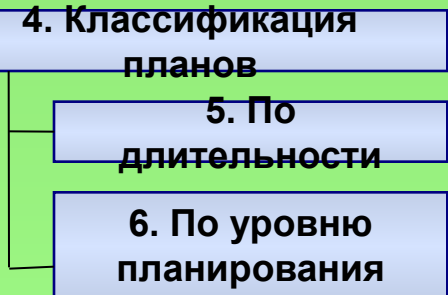 4. Классификация
планов
5. По
длительности
6. По уровню
планирования